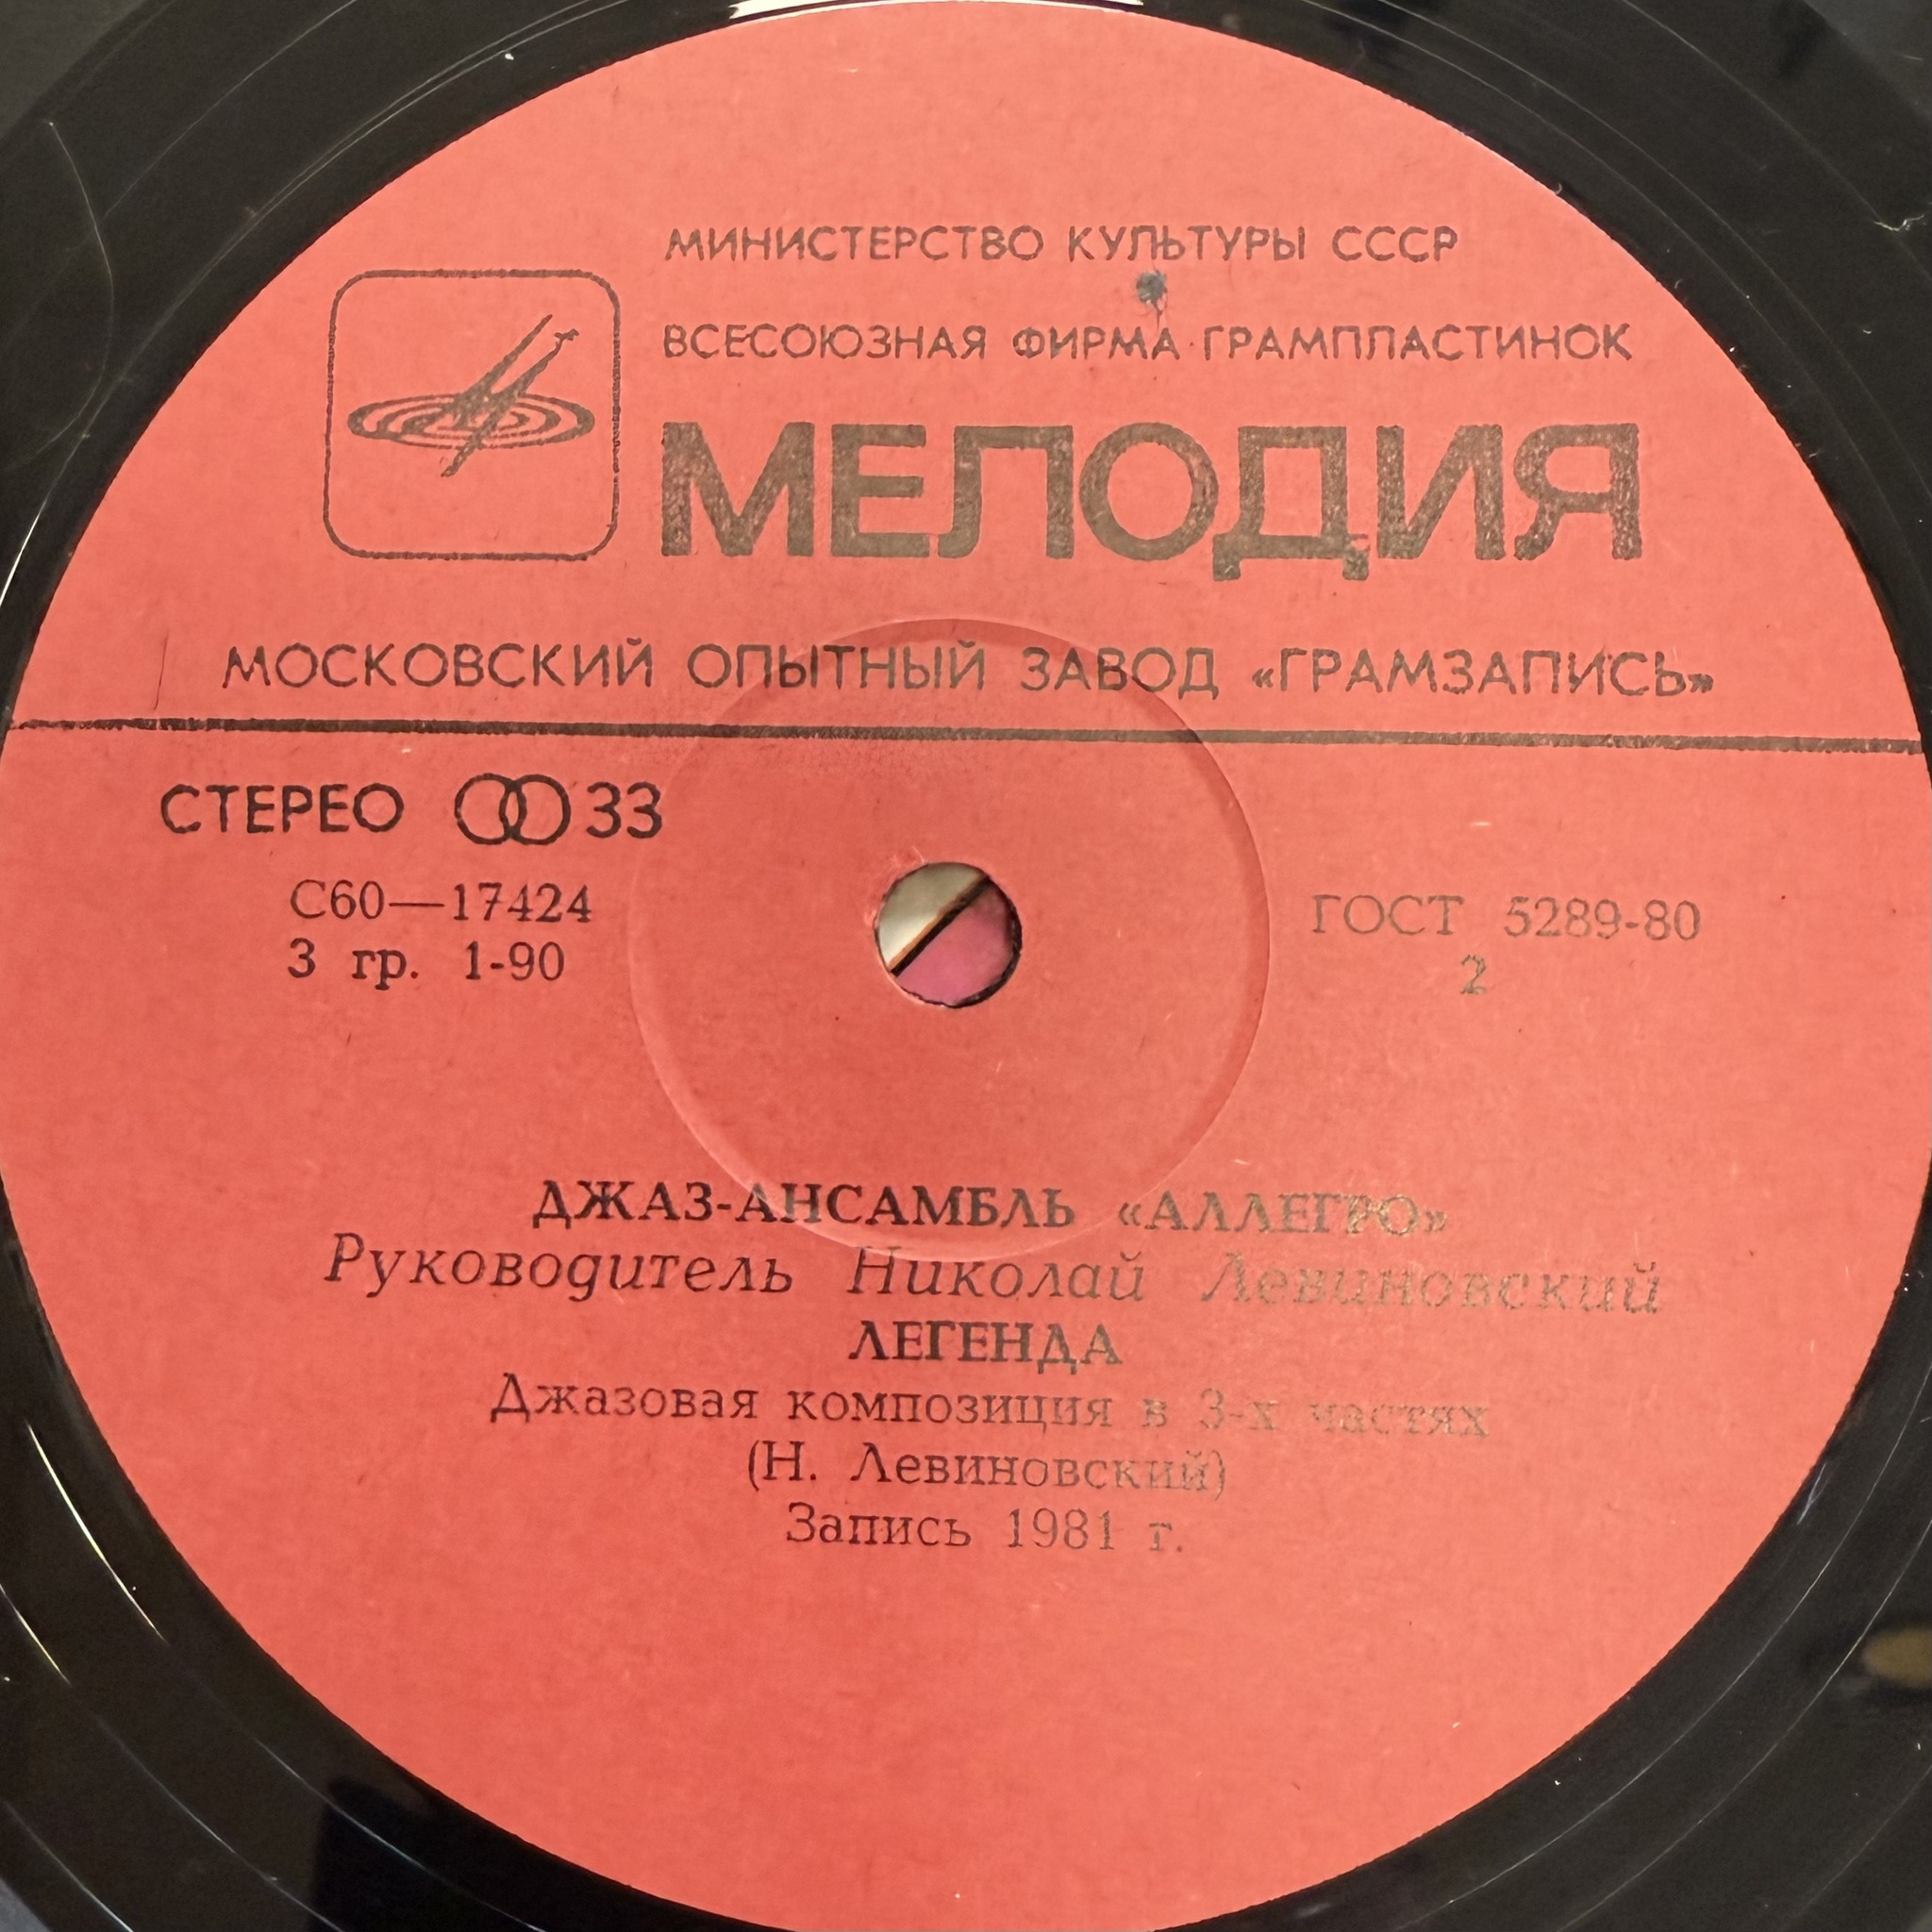 МИНИСТЕРСТВО КУЛЬТУРЫ СССР
ВСЕСОЮЗНАЯ ФИРМА ГРАМПЛАСТИНОК
МЕЛОДИЯ
МОСКОВСКИЙ ОПЫТНЫЙ ЗАВОД «ГРАМЗАПИСЬ»
СТЕРЕО 33
С60—17424
3 гр. 1-90
ГОСТ 5289-80
2
ДЖАЗ-АНСАМБЛЬ «АЛЛЕГРО»
Руководитель Николай Левиновский
ЛЕГЕНДА
Джазовая композиция в 3-х частях
(Н. Левиновский)
Запись 1981 г.